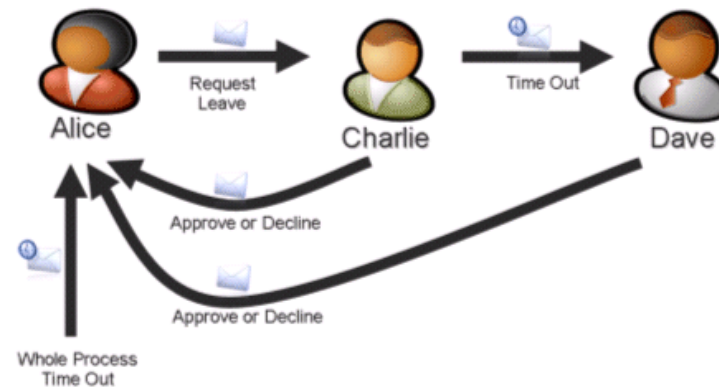 Request
Leave
Time Out
Alice
Charlie
Dave
Approve or Decline
Approve or Decline
Whole Process
Time Out